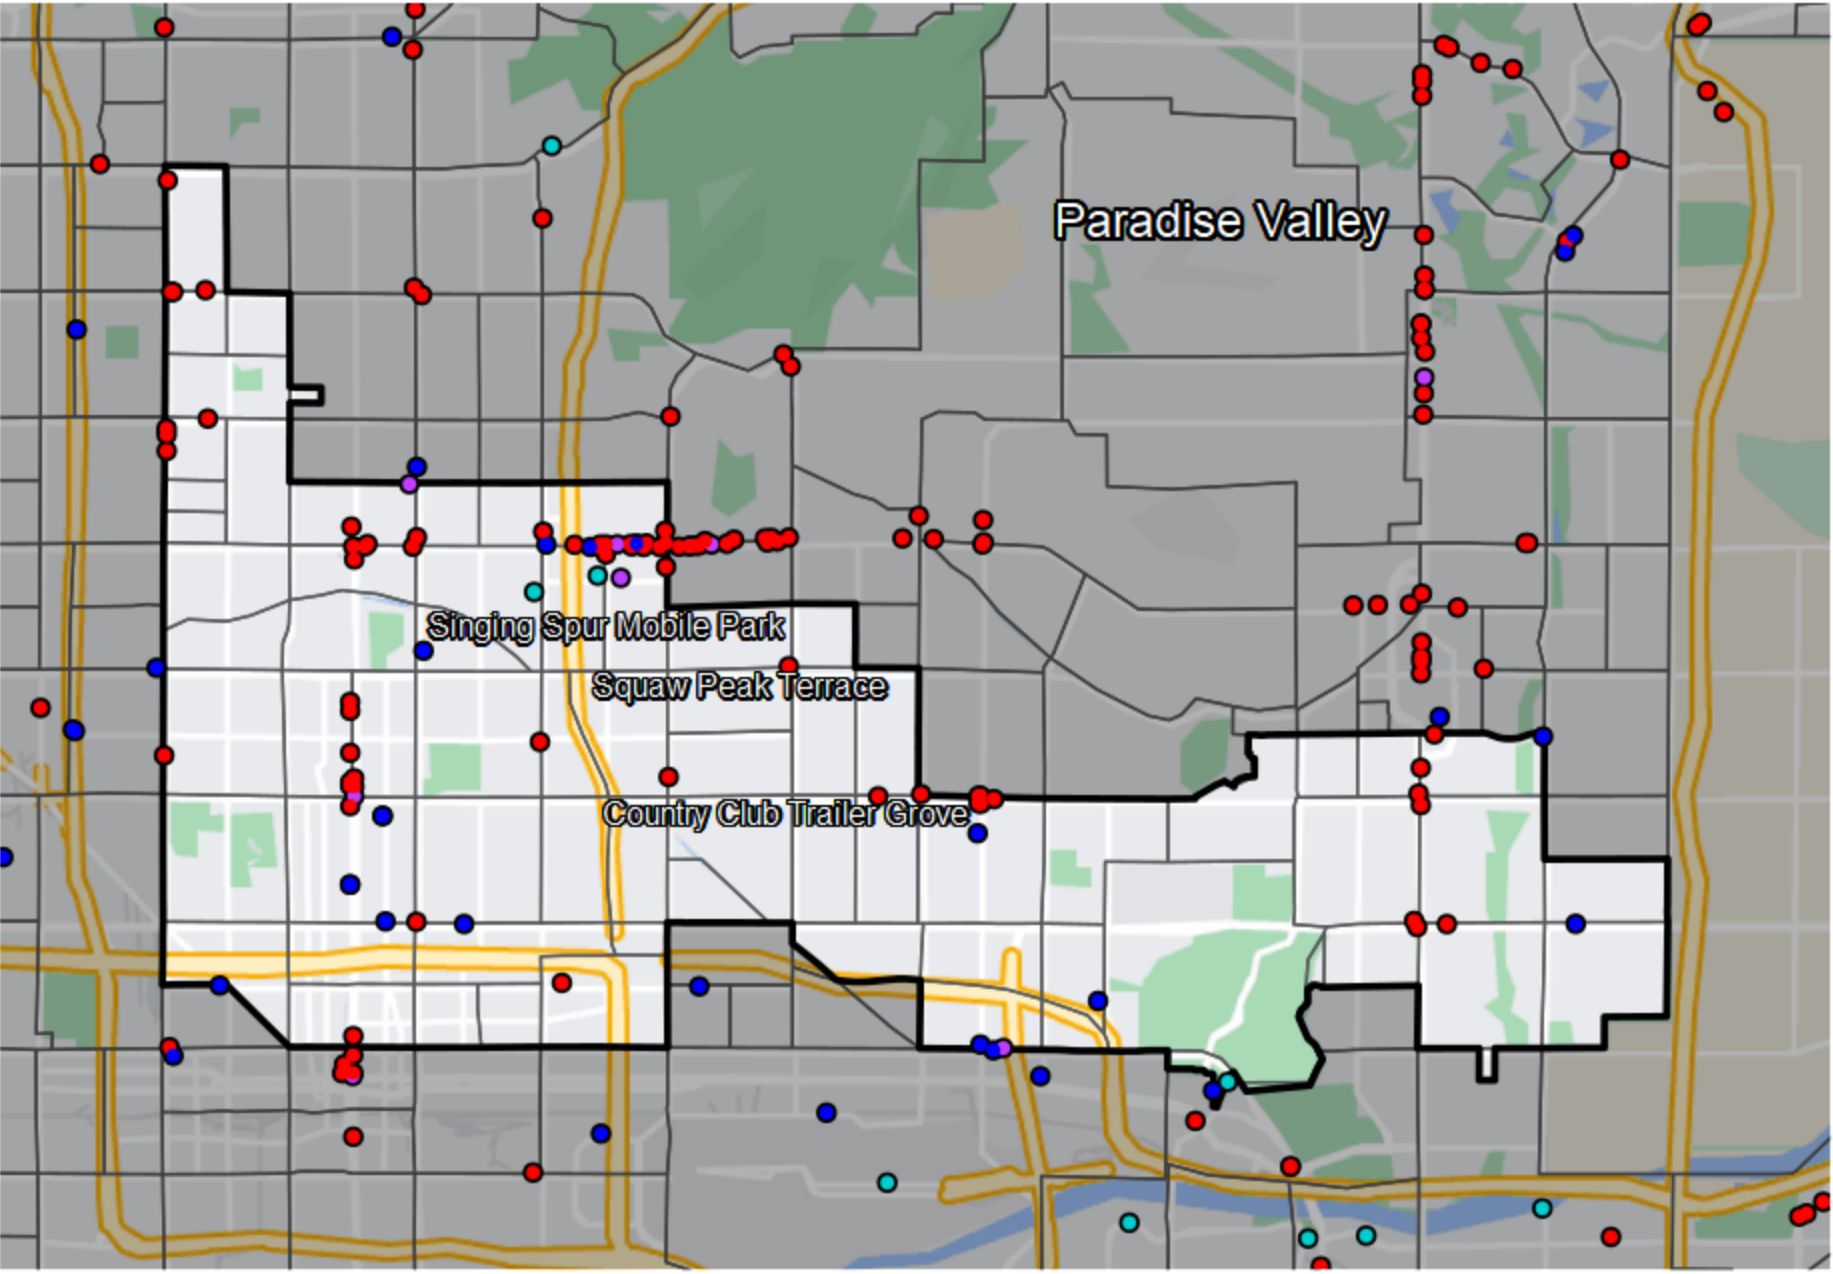 Paradise Valley
Singing Spur Mobile Park
Squaw Peak Terrace
Country Club Trailer Grove